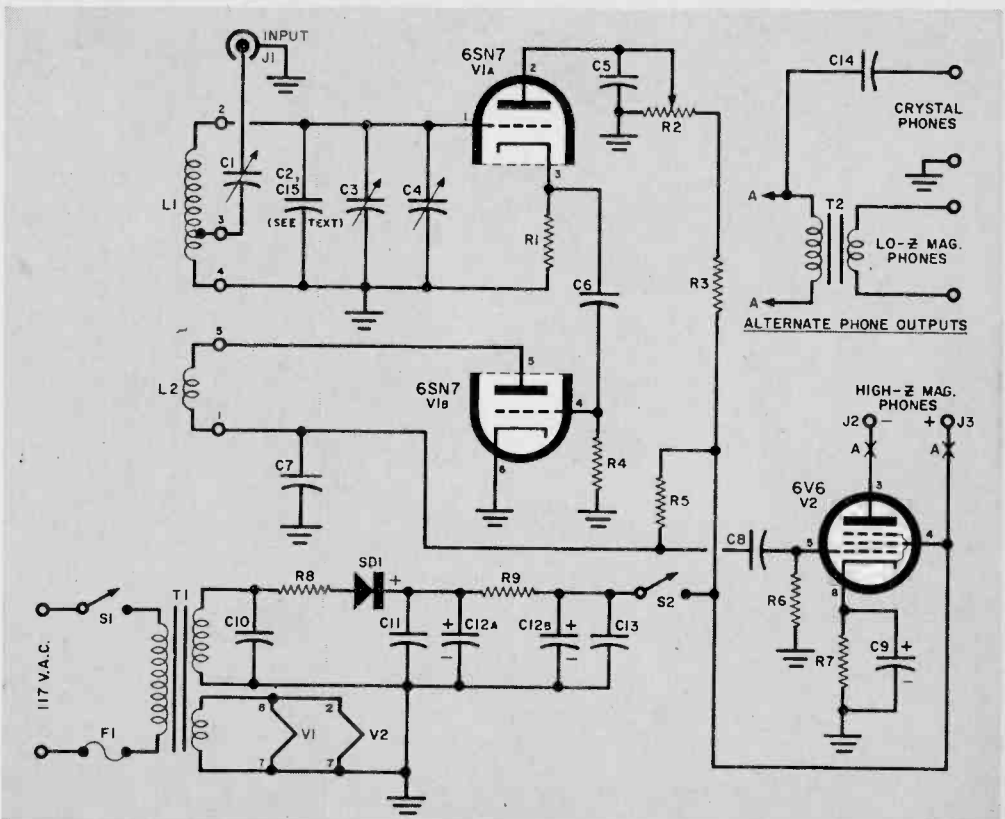 INPUT
J1
6SN7
V1A
2
C5
R2
C14
CRYSTAL
PHONES
2
C1
C2,
C15
(SEE TEXT)
C3
C4
1
3
L1
3
R1
4
C6
R3
A
T2
LO-Z MAG.
PHONES
A
ALTERNATE PHONE OUTPUTS
5
L2
1
6SN7
V1B
5
4
6
R4
C7
R5
HIGH-Z MAG.
PHONES
J2 - + J3
A A
3
6V6
V2
C8
5
4
8
R6
R7
C9
+
-
S1
117 V.A.C.
F1
T1
C10
R8
SD1
+
C11
+
C12A
-
R9
C12B
+
-
C13
S2
6
V1
7
2
V2
7